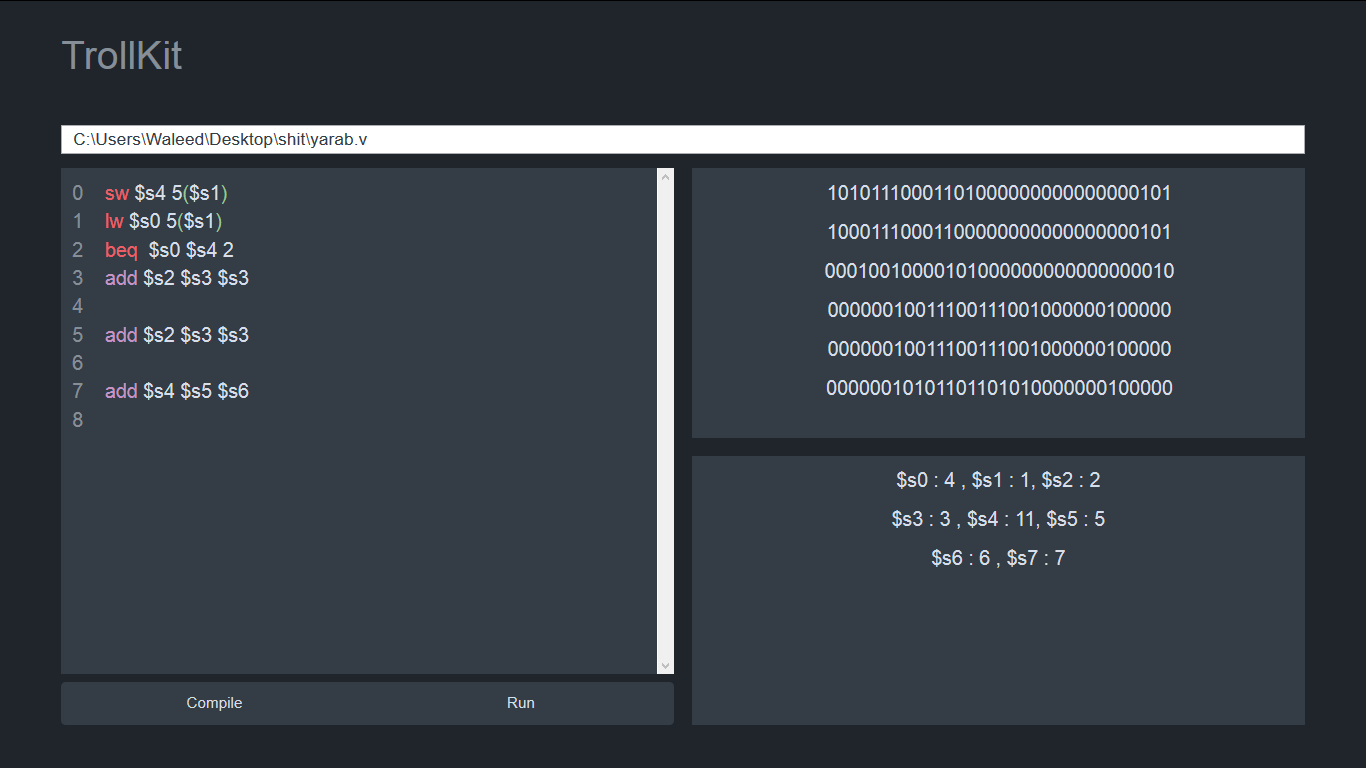 TrollKit
C:\Users\Waleed\Desktop\shit\yarab.v
0 sw $s4 5($s1)
1 lw $s0 5($s1)
2 beq  $s0 $s4 2
3 add $s2 $s3 $s3
4
5 add $s2 $s3 $s3
6
7 add $s4 $s5 $s6
8
Compile Run
10101110001101000000000000000101
10001110001100000000000000000101
00010010000101000000000000000010
00000010011100111001000000100000
00000010011100111001000000100000
00000010101101101010000000100000
$s0 : 4 , $s1 : 1, $s2 : 2
$s3 : 3 , $s4 : 11, $s5 : 5
$s6 : 6 , $s7 : 7